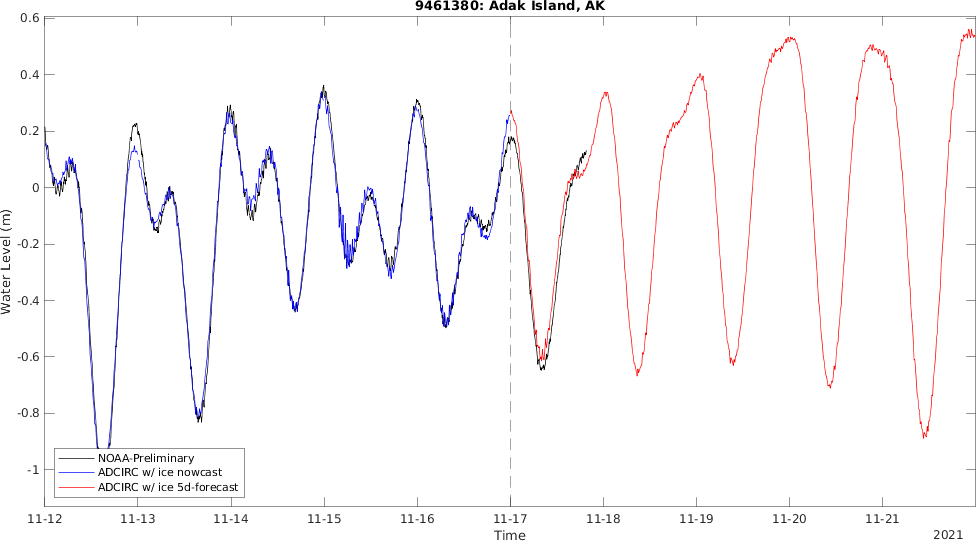 9461380: Adak Island, AK
0.6
0.4
0.2
0
-0.2
-0.4
-0.6
-0.8
-1
Water Level (m)
NOAA-Preliminary
ADCIRC w/ ice nowcast
ADCIRC w/ ice 5d-forecast
11-12 11-13 11-14 11-15 11-16 11-17 11-18 11-19 11-20 11-21
Time
2021